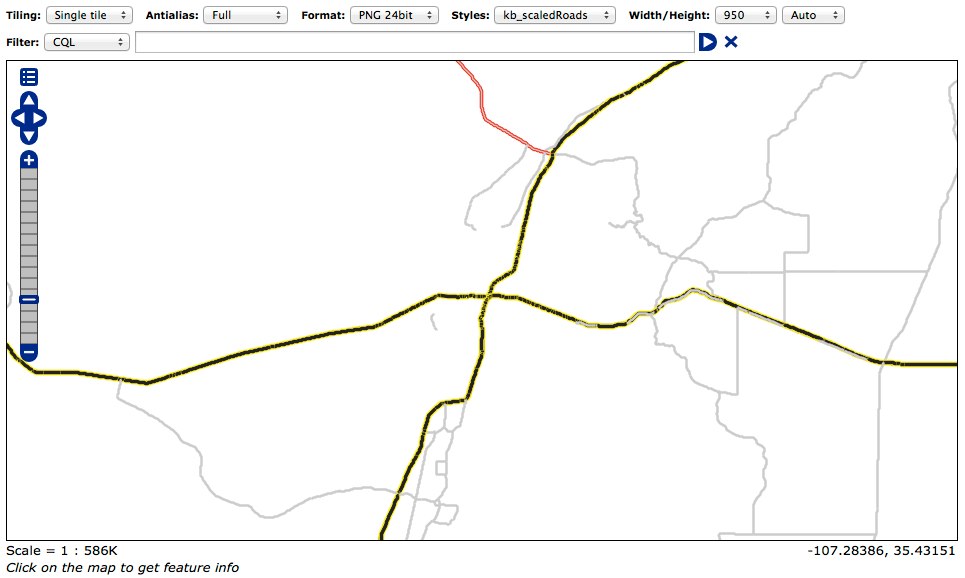 Tiling: Single tile Antialias: Full Format: PNG 24bit Styles: kb_scaledRoads Width/Height: 950 Auto
Filter: CQL
Scale = 1 : 586K -107.28386, 35.43151
Click on the map to get feature info